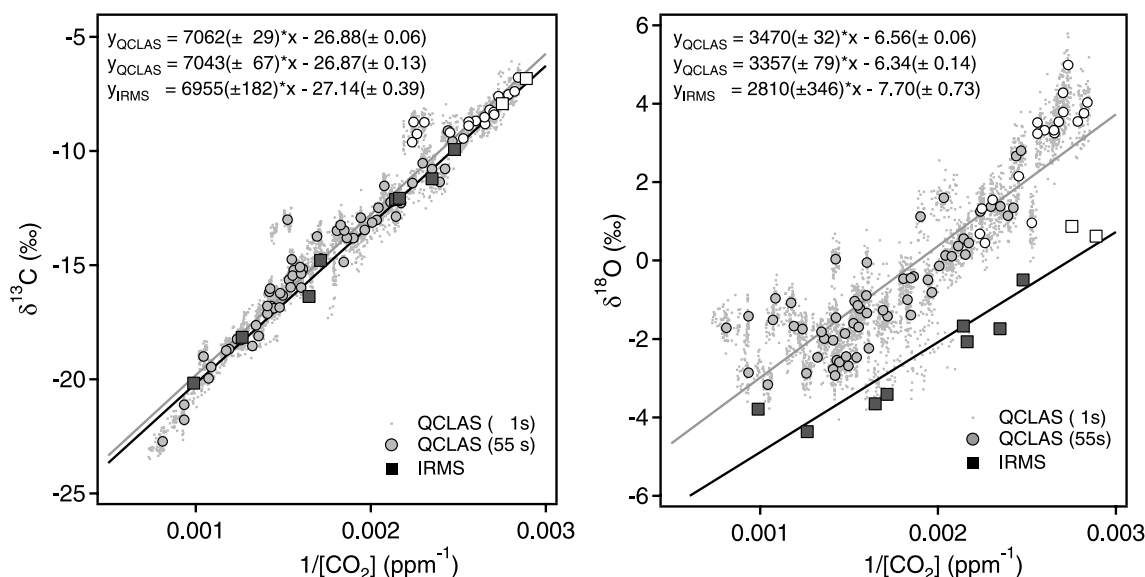 y_QCLAS = 7062(± 29)*x - 26.88(± 0.06)
y_QCLAS = 7043(± 67)*x - 26.87(± 0.13)
y_IRMS = 6955(±182)*x - 27.14(± 0.39)
-5
-10
-15
-20
-25
δ¹³C (‰)
QCLAS ( 1s)
QCLAS (55 s)
IRMS
0.001
0.002
0.003
1/[CO₂] (ppm⁻¹)
y_QCLAS = 3470(± 32)*x - 6.56(± 0.06)
y_QCLAS = 3357(± 79)*x - 6.34(± 0.14)
y_IRMS = 2810(±346)*x - 7.70(± 0.73)
6
4
2
0
-2
-4
-6
δ¹⁸O (‰)
QCLAS ( 1s)
QCLAS (55s)
IRMS
0.001
0.002
0.003
1/[CO₂] (ppm⁻¹)